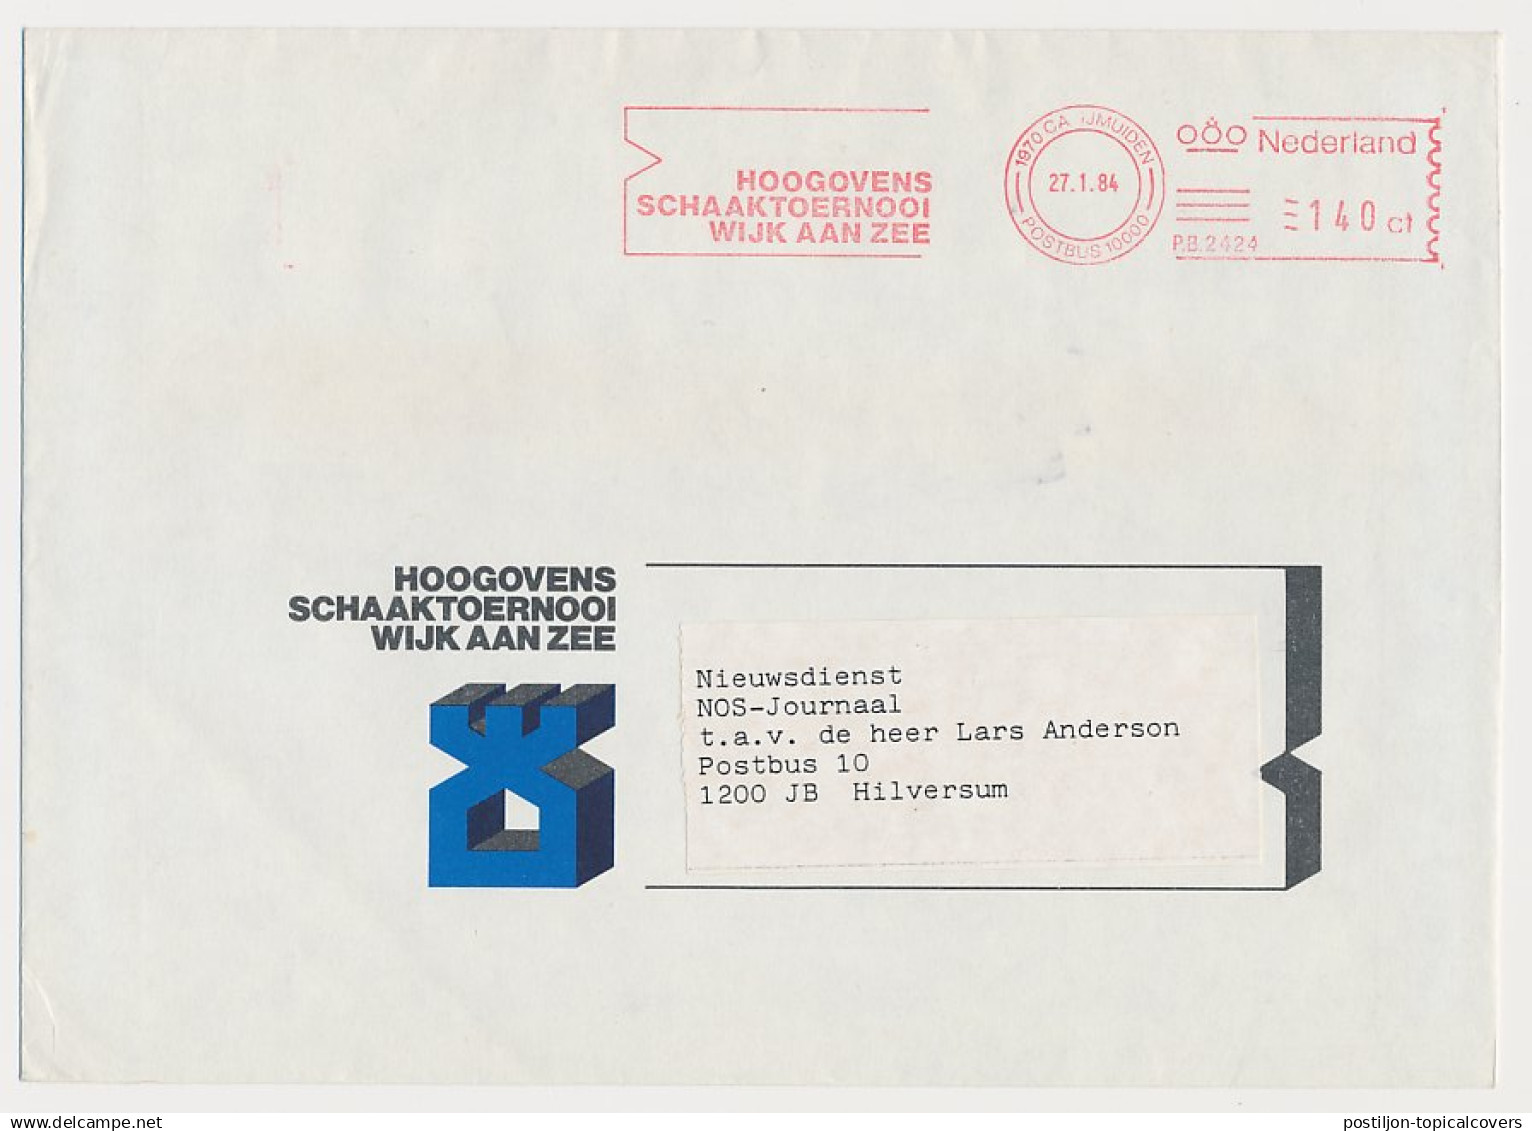 HOOGOVENS
SCHAAKTOERNOOI
WIJK AAN ZEE
1970 CA IJMUIDEN
27.1.84
POSTBUS 10000
Nederland
140 ct
P.B. 2424
HOOGOVENS
SCHAAKTOERNOOI
WIJK AAN ZEE
Nieuwsdienst
NOS-Journaal
t.a.v. de heer Lars Anderson
Postbus 10
1200 JB Hilversum
delcampe.net
postiljon-topicalcovers